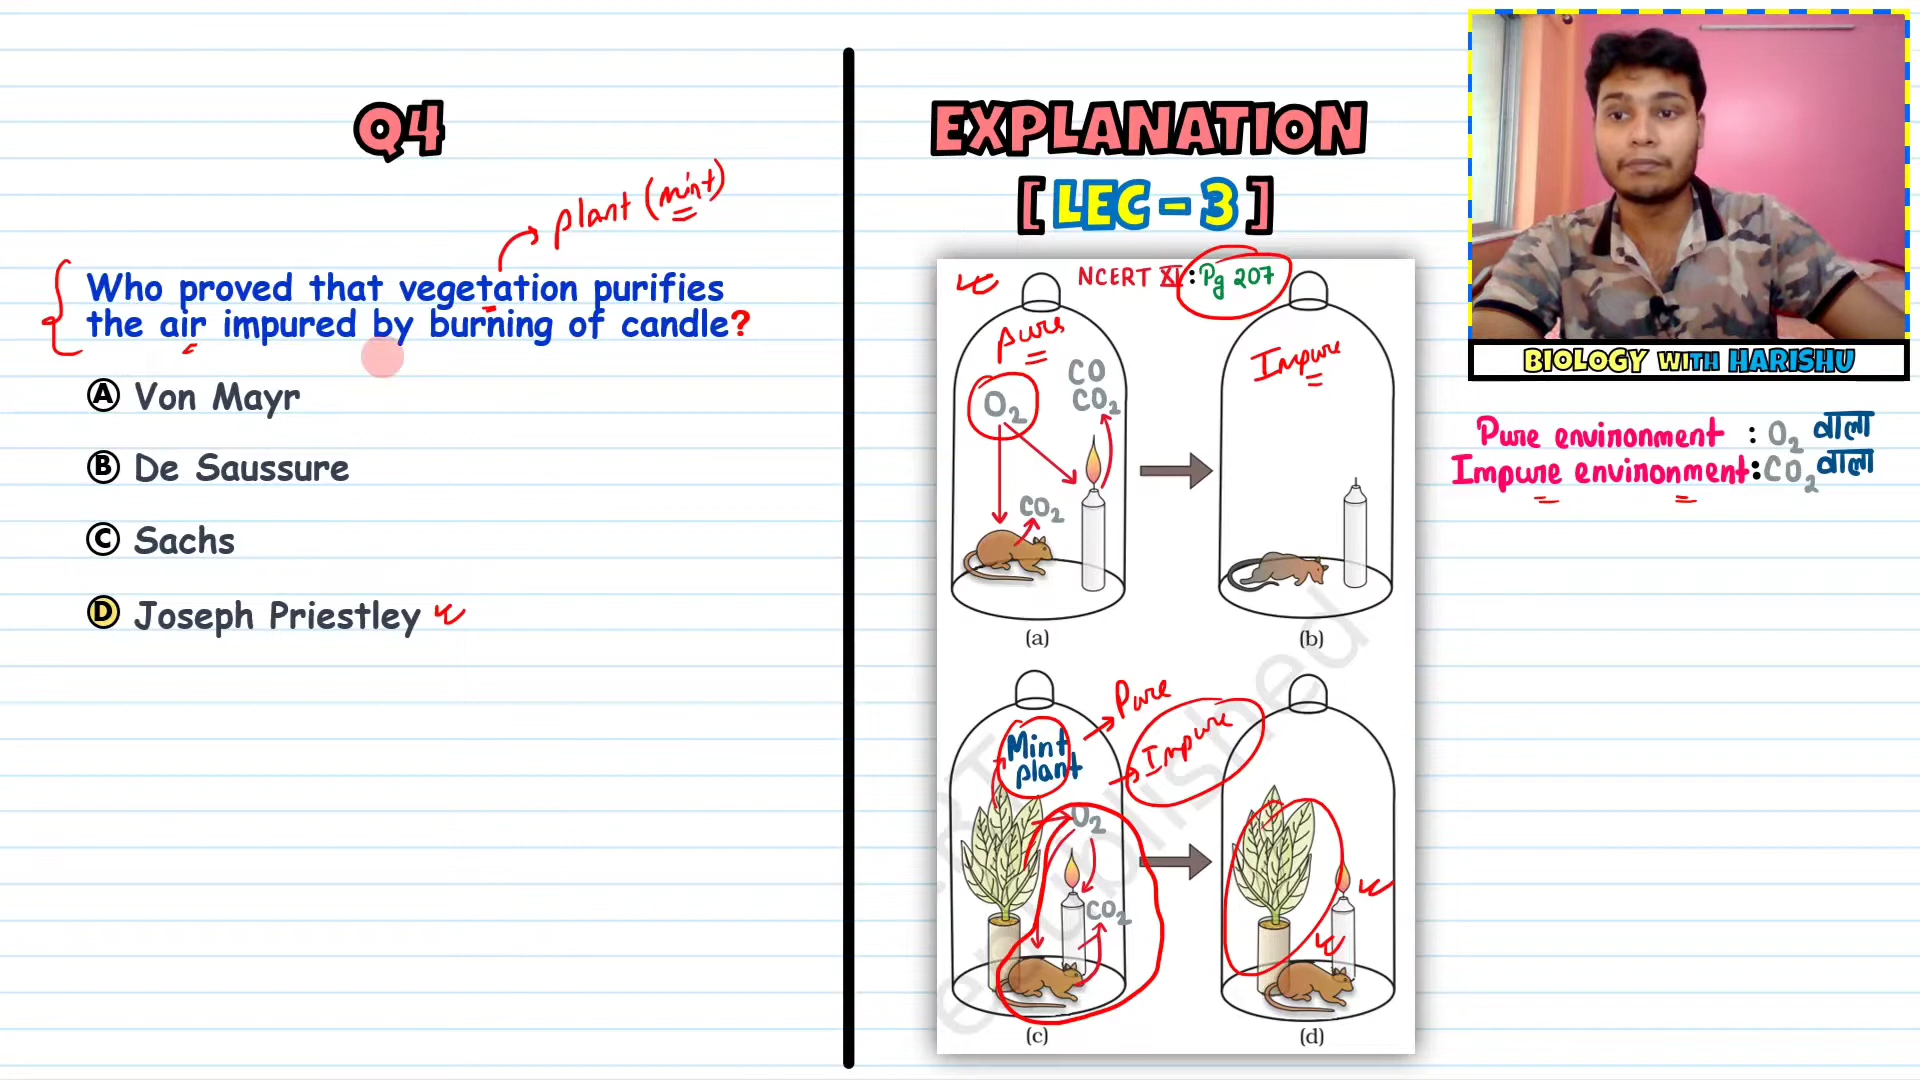 Q4
plant (mint)
Who proved that vegetation purifies
the air impured by burning of candle?
A Von Mayr
B De Saussure
C Sachs
D Joseph Priestley
EXPLANATION
[ LEC - 3 ]
NCERT XI : Pg 207
Pure
Impure
O2
CO
CO2
CO2
(a)
(b)
Pure
Impure
Mint
plant
O2
CO2
(c)
(d)
BIOLOGY WITH HARISHU
Pure environment : O2 वाला
Impure environment : CO2 वाला